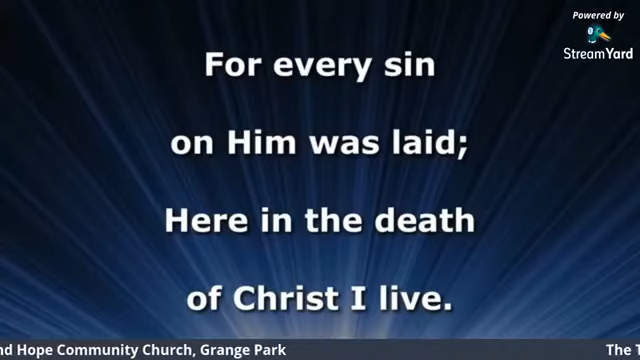 Powered by
StreamYard
For every sin
on Him was laid;
Here in the death
of Christ I live.
nd Hope Community Church, Grange Park
The T